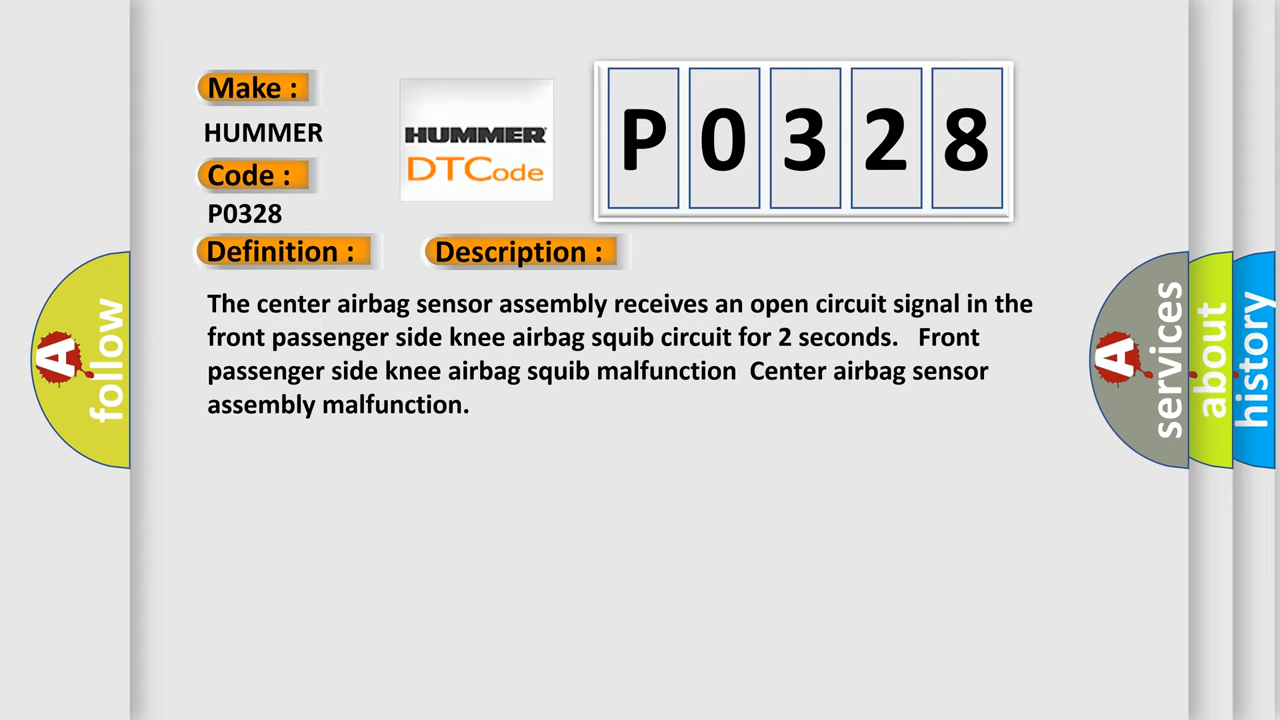 Make :
HUMMER
Code :
P0328
HUMMER
DTCode
P0328
Definition :
Description :
The center airbag sensor assembly receives an open circuit signal in the
front passenger side knee airbag squib circuit for 2 seconds. Front
passenger side knee airbag squib malfunction Center airbag sensor
assembly malfunction.
A follow
A services
about
history